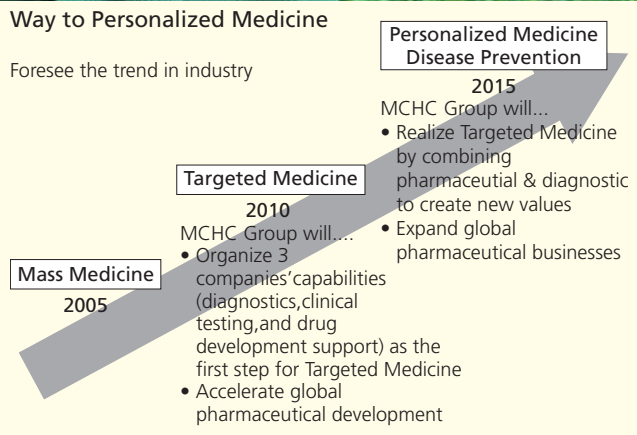 Way to Personalized Medicine
Foresee the trend in industry
Mass Medicine
2005
Targeted Medicine
2010
MCHC Group will....
• Organize 3
companies'capabilities
(diagnostics,clinical
testing,and drug
development support) as the
first step for Targeted Medicine
• Accelerate global
pharmaceutical development
Personalized Medicine
Disease Prevention
2015
MCHC Group will...
• Realize Targeted Medicine
by combining
pharmaceutial & diagnostic
to create new values
• Expand global
pharmaceutical businesses